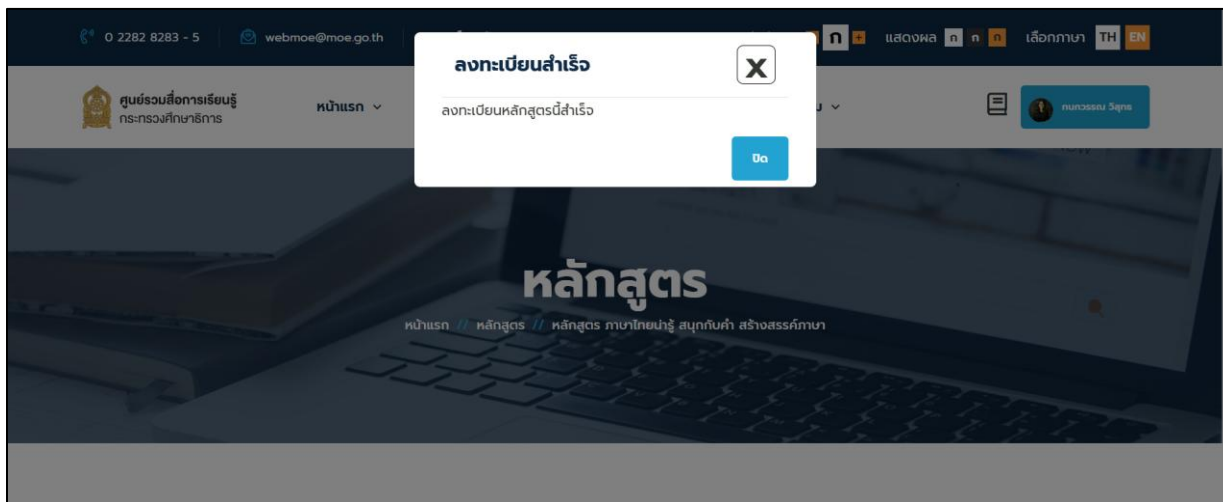 0 2282 8283 - 5 webmoe@moe.go.th ก + แสดงผล ก ก ก เลือกภาษา TH EN
ลงทะเบียนสำเร็จ X
ศูนย์รวมสื่อการเรียนรู้
กระทรวงศึกษาธิการ
หน้าแรก
ลงทะเบียนหลักสูตรนี้สำเร็จ
ปิด
หลักสูตร
หน้าแรก // หลักสูตร // หลักสูตร ภาษาไทยน่ารู้ สนุกกับคำ สร้างสรรค์ภาษา